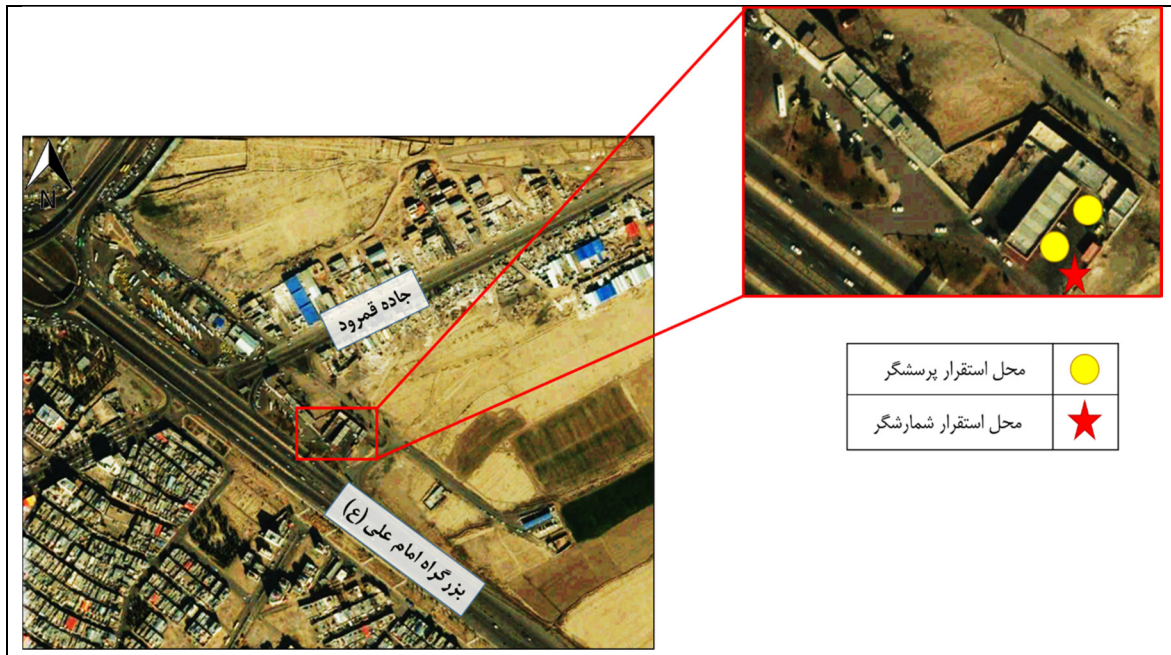 N
جاده قمرود
بزرگراه امام علی (ع)
محل استقرار پرسشگر
محل استقرار شمارشگر